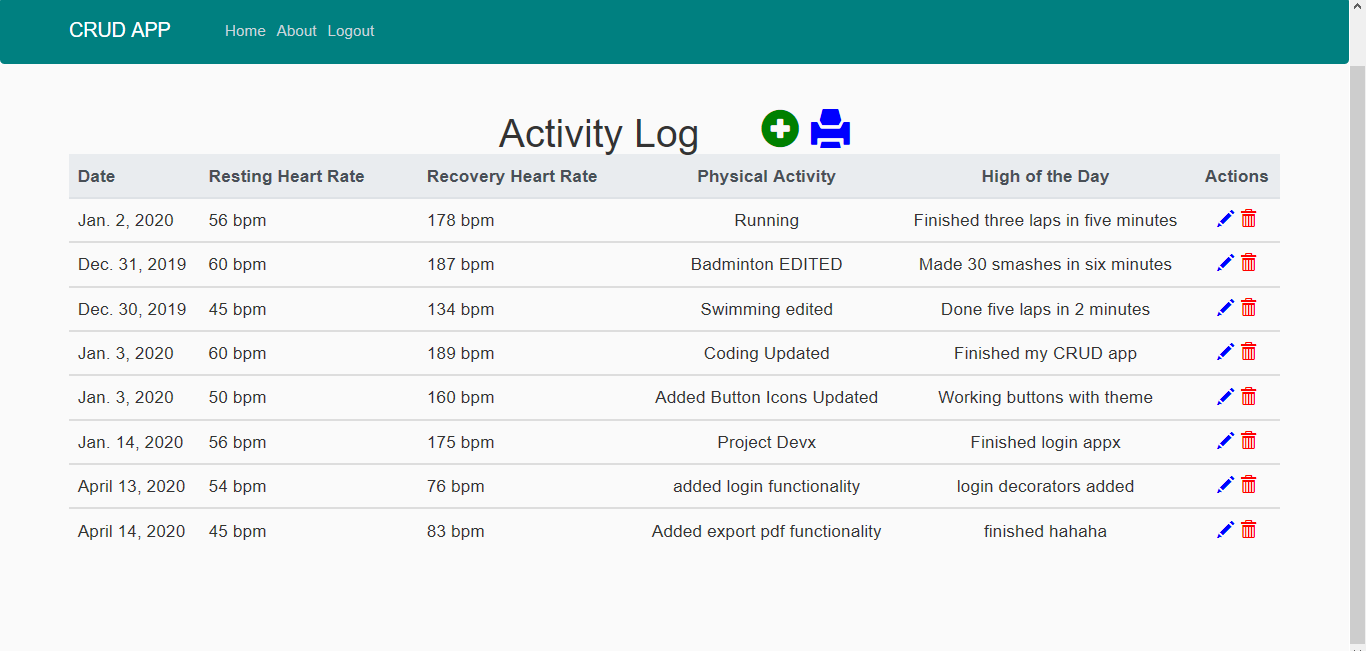 CRUD APP Home About Logout
Activity Log
Date Resting Heart Rate Recovery Heart Rate Physical Activity High of the Day Actions
Jan. 2, 2020 56 bpm 178 bpm Running Finished three laps in five minutes
Dec. 31, 2019 60 bpm 187 bpm Badminton EDITED Made 30 smashes in six minutes
Dec. 30, 2019 45 bpm 134 bpm Swimming edited Done five laps in 2 minutes
Jan. 3, 2020 60 bpm 189 bpm Coding Updated Finished my CRUD app
Jan. 3, 2020 50 bpm 160 bpm Added Button Icons Updated Working buttons with theme
Jan. 14, 2020 56 bpm 175 bpm Project Devx Finished login appx
April 13, 2020 54 bpm 76 bpm added login functionality login decorators added
April 14, 2020 45 bpm 83 bpm Added export pdf functionality finished hahaha